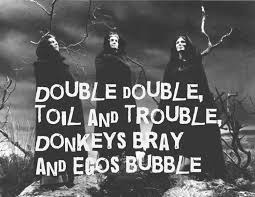 DOUBLE DOUBLE,
TOIL AND TROUBLE,
DONKEYS BRAY
AND EGOS BUBBLE